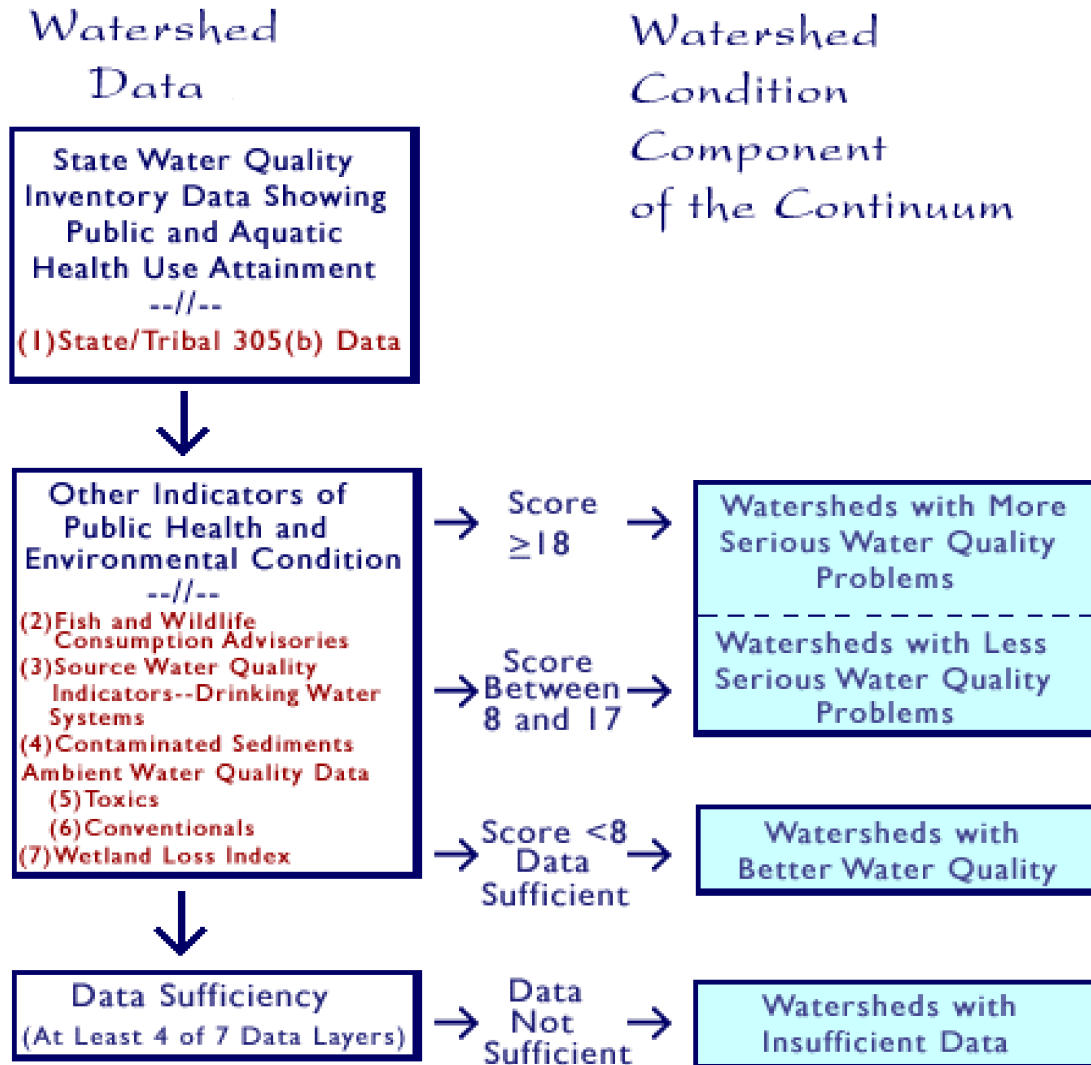 Watershed
Data
Watershed
Condition
Component
of the Continuum
State Water Quality
Inventory Data Showing
Public and Aquatic
Health Use Attainment
--//--
(1)State/Tribal 305(b) Data
Other Indicators of
Public Health and
Environmental Condition
--//--
(2)Fish and Wildlife
Consumption Advisories
(3)Source Water Quality
Indicators--Drinking Water
Systems
(4)Contaminated Sediments
Ambient Water Quality Data
(5)Toxics
(6)Conventionals
(7)Wetland Loss Index
Score
≥18
Watersheds with More
Serious Water Quality
Problems
Score
Between
8 and 17
Watersheds with Less
Serious Water Quality
Problems
Score <8
Data
Sufficient
Watersheds with
Better Water Quality
Data Sufficiency
(At Least 4 of 7 Data Layers)
Data
Not
Sufficient
Watersheds with
Insufficient Data